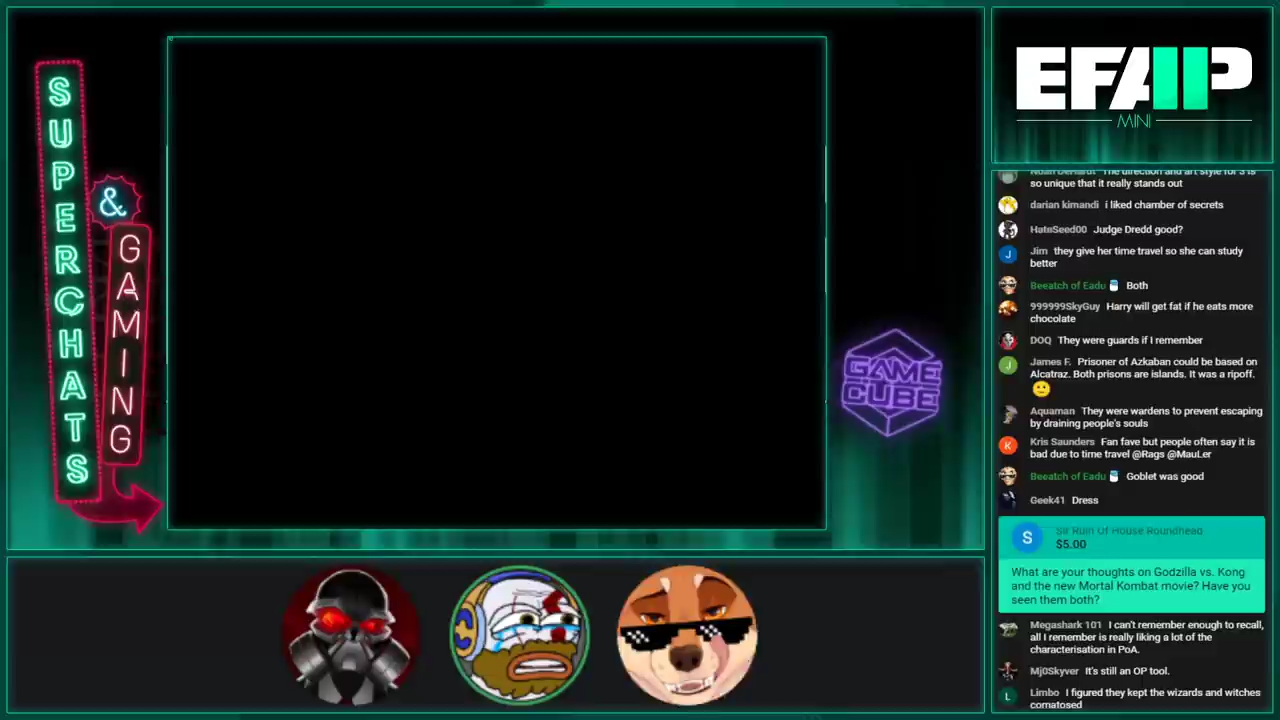 SUPERCHATS
&
GAMING
GAME
CUBE
EFAP
MINI
The direction and art style for 3 is
so unique that it really stands out
darian kimandi i liked chamber of secrets
HateSeed00 Judge Dredd good?
J Jim they give her time travel so she can study
better
Beeatch of Eadu Both
999999SkyGuy Harry will get fat if he eats more
chocolate
DOQ They were guards if I remember
J James F. Prisoner of Azkaban could be based on
Alcatraz. Both prisons are islands. It was a ripoff.
Aquaman They were wardens to prevent escaping
by draining people's souls
K Kris Saunders Fan fave but people often say it is
bad due to time travel @Rags @MauLer
Beeatch of Eadu Goblet was good
Geek41 Dress
S Sir Ruin Of House Roundhead
$5.00
What are your thoughts on Godzilla vs. Kong
and the new Mortal Kombat movie? Have you
seen them both?
Megashark 101 I can't remember enough to recall,
all I remember is really liking a lot of the
characterisation in PoA.
Mj0Skyver It's still an OP tool.
L Limbo I figured they kept the wizards and witches
comatosed